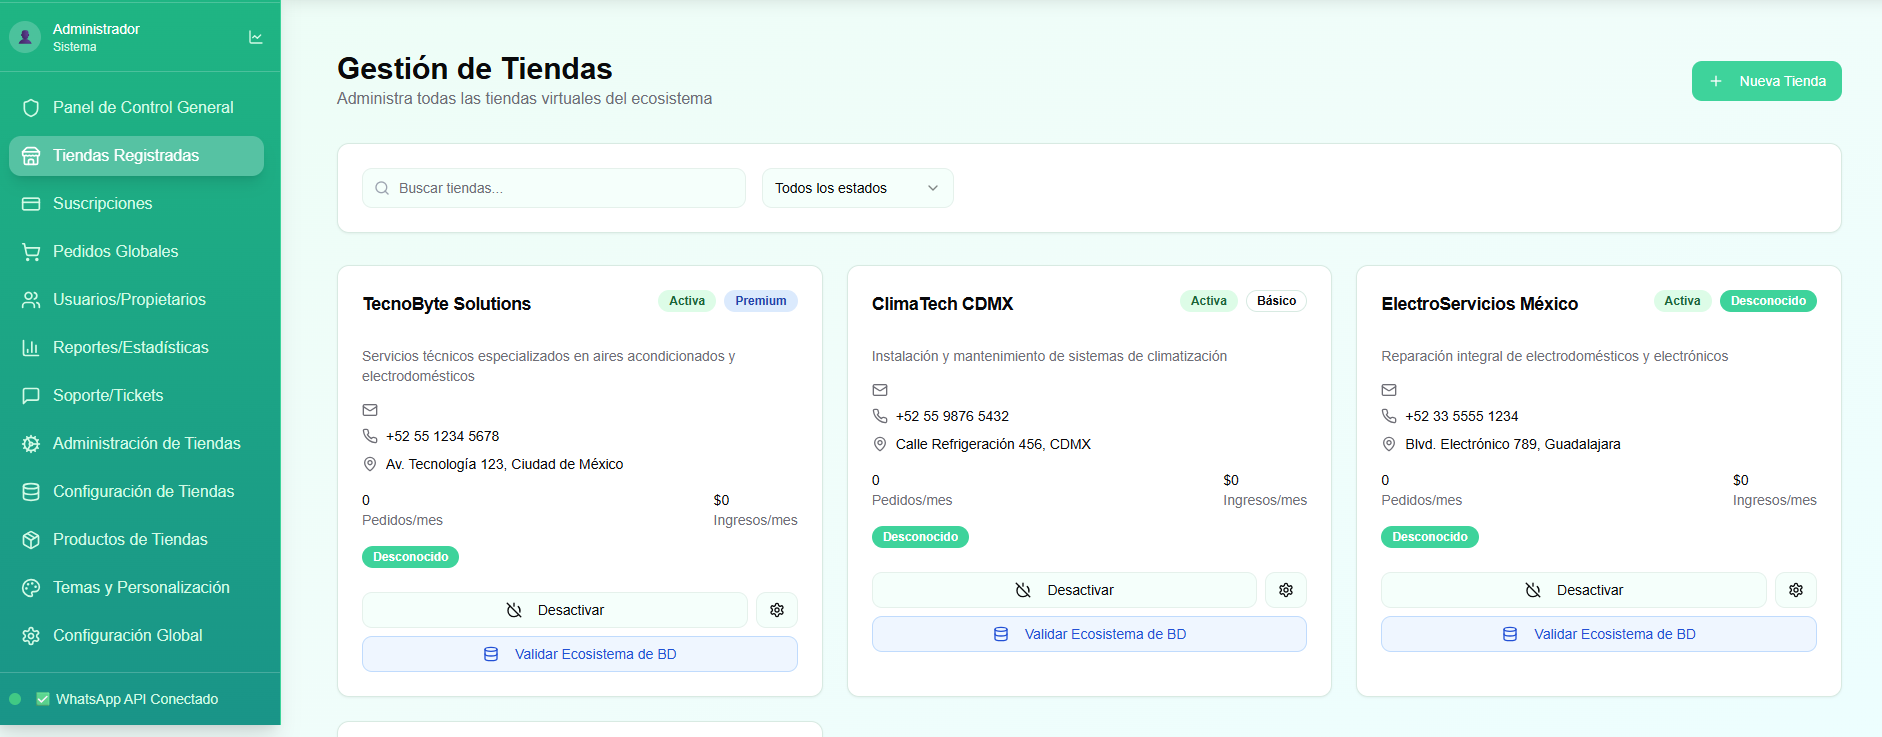 Administrador
Sistema
Panel de Control General
Tiendas Registradas
Suscripciones
Pedidos Globales
Usuarios/Propietarios
Reportes/Estadísticas
Soporte/Tickets
Administración de Tiendas
Configuración de Tiendas
Productos de Tiendas
Temas y Personalización
Configuración Global
✅ WhatsApp API Conectado
Gestión de Tiendas
Administra todas las tiendas virtuales del ecosistema
+ Nueva Tienda
Buscar tiendas...
Todos los estados
TecnoByte Solutions
Activa
Premium
Servicios técnicos especializados en aires acondicionados y
electrodomésticos
+52 55 1234 5678
Av. Tecnología 123, Ciudad de México
0
Pedidos/mes
$0
Ingresos/mes
Desconocido
Desactivar
Validar Ecosistema de BD
ClimaTech CDMX
Activa
Básico
Instalación y mantenimiento de sistemas de climatización
+52 55 9876 5432
Calle Refrigeración 456, CDMX
0
Pedidos/mes
$0
Ingresos/mes
Desconocido
Desactivar
Validar Ecosistema de BD
ElectroServicios México
Activa
Desconocido
Reparación integral de electrodomésticos y electrónicos
+52 33 5555 1234
Blvd. Electrónico 789, Guadalajara
0
Pedidos/mes
$0
Ingresos/mes
Desconocido
Desactivar
Validar Ecosistema de BD